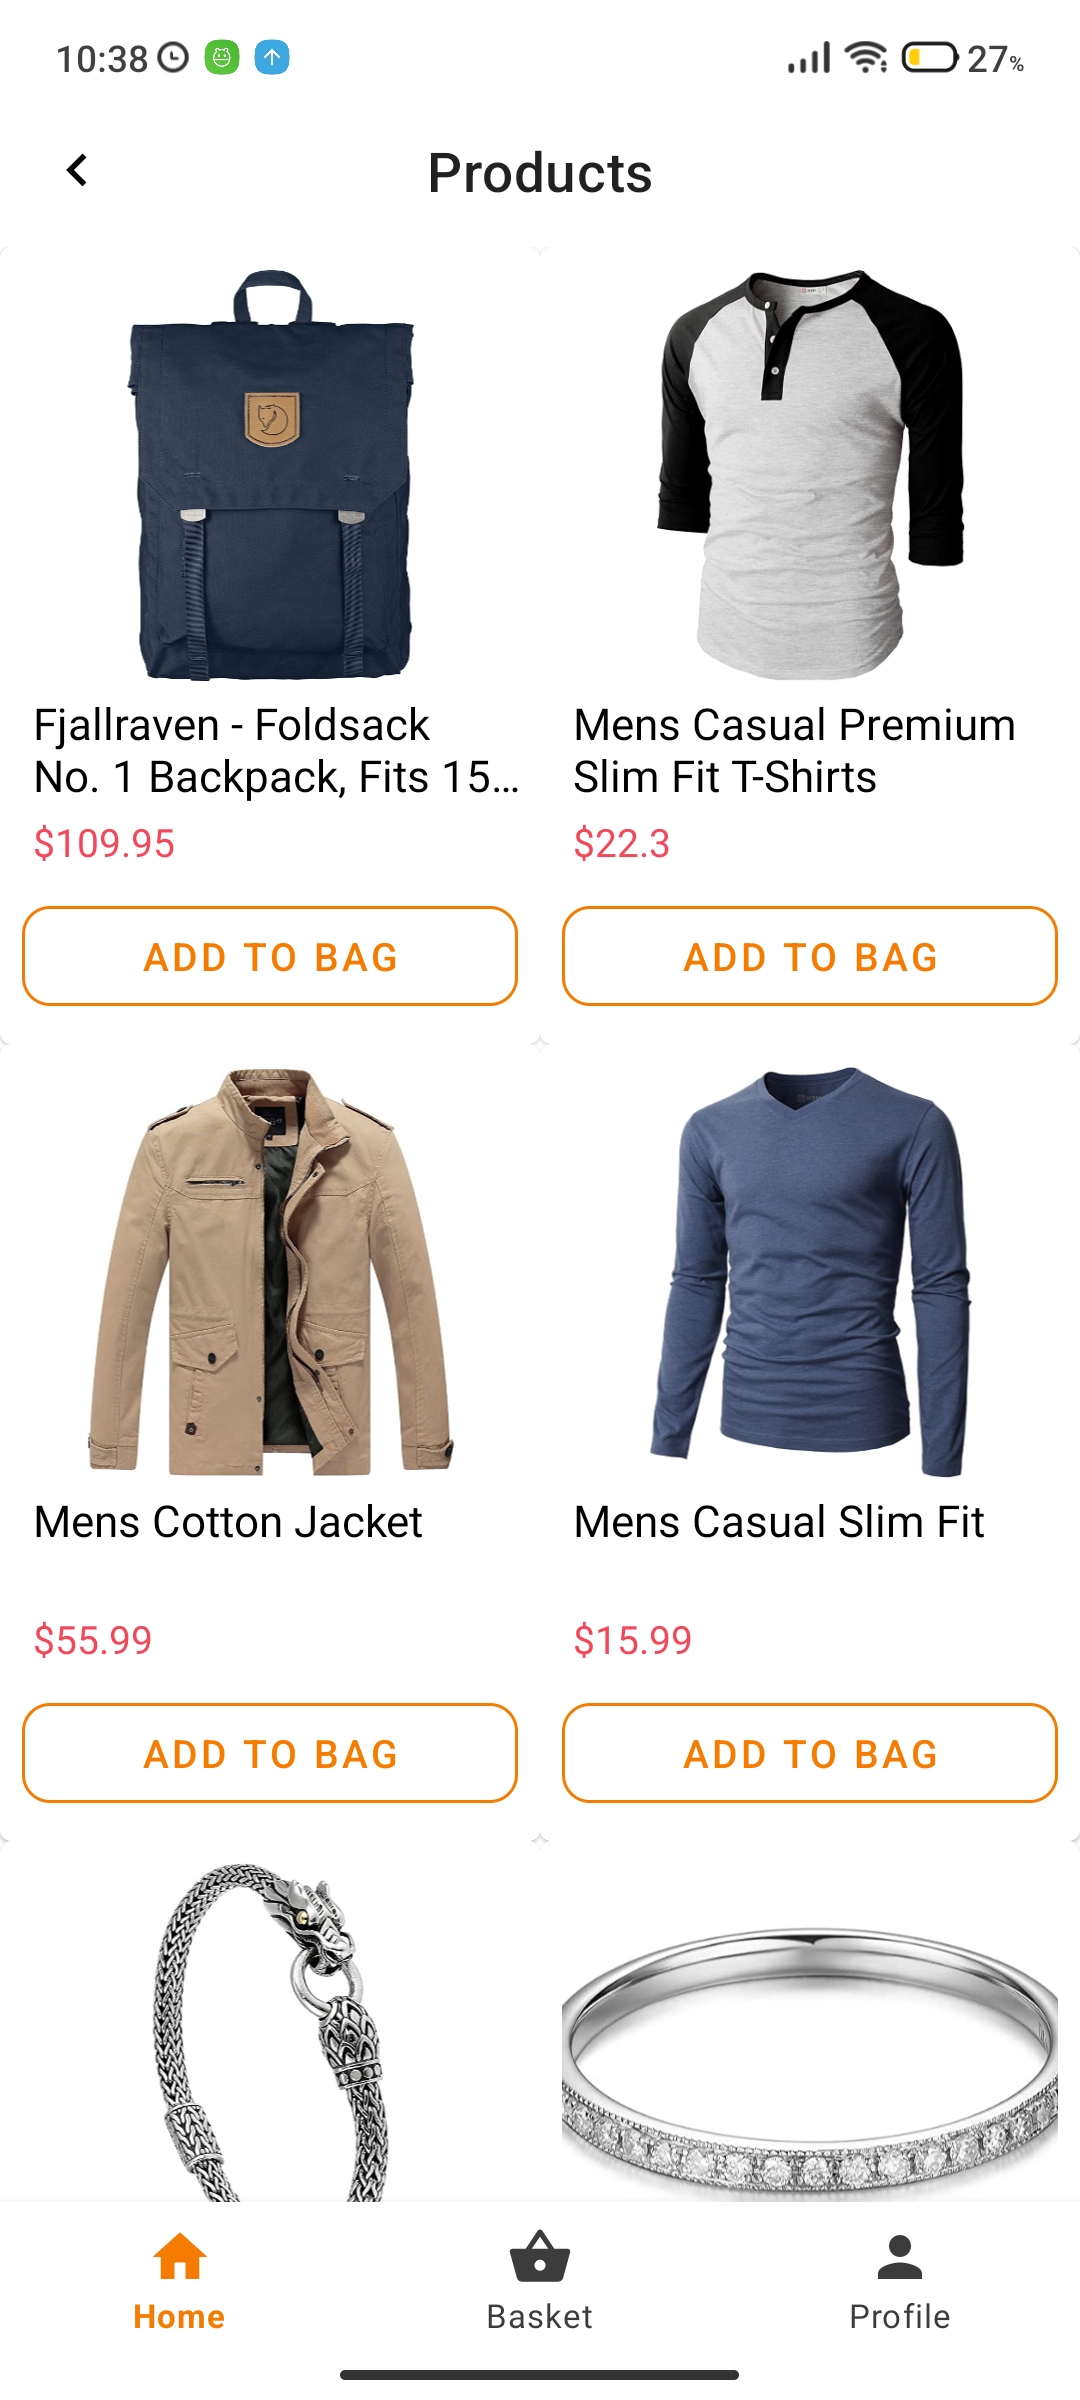 10:38
27%
Products
Fjallraven - Foldsack
No. 1 Backpack, Fits 15...
$109.95
ADD TO BAG
Mens Casual Premium
Slim Fit T-Shirts
$22.3
ADD TO BAG
Mens Cotton Jacket
$55.99
ADD TO BAG
Mens Casual Slim Fit
$15.99
ADD TO BAG
Home
Basket
Profile